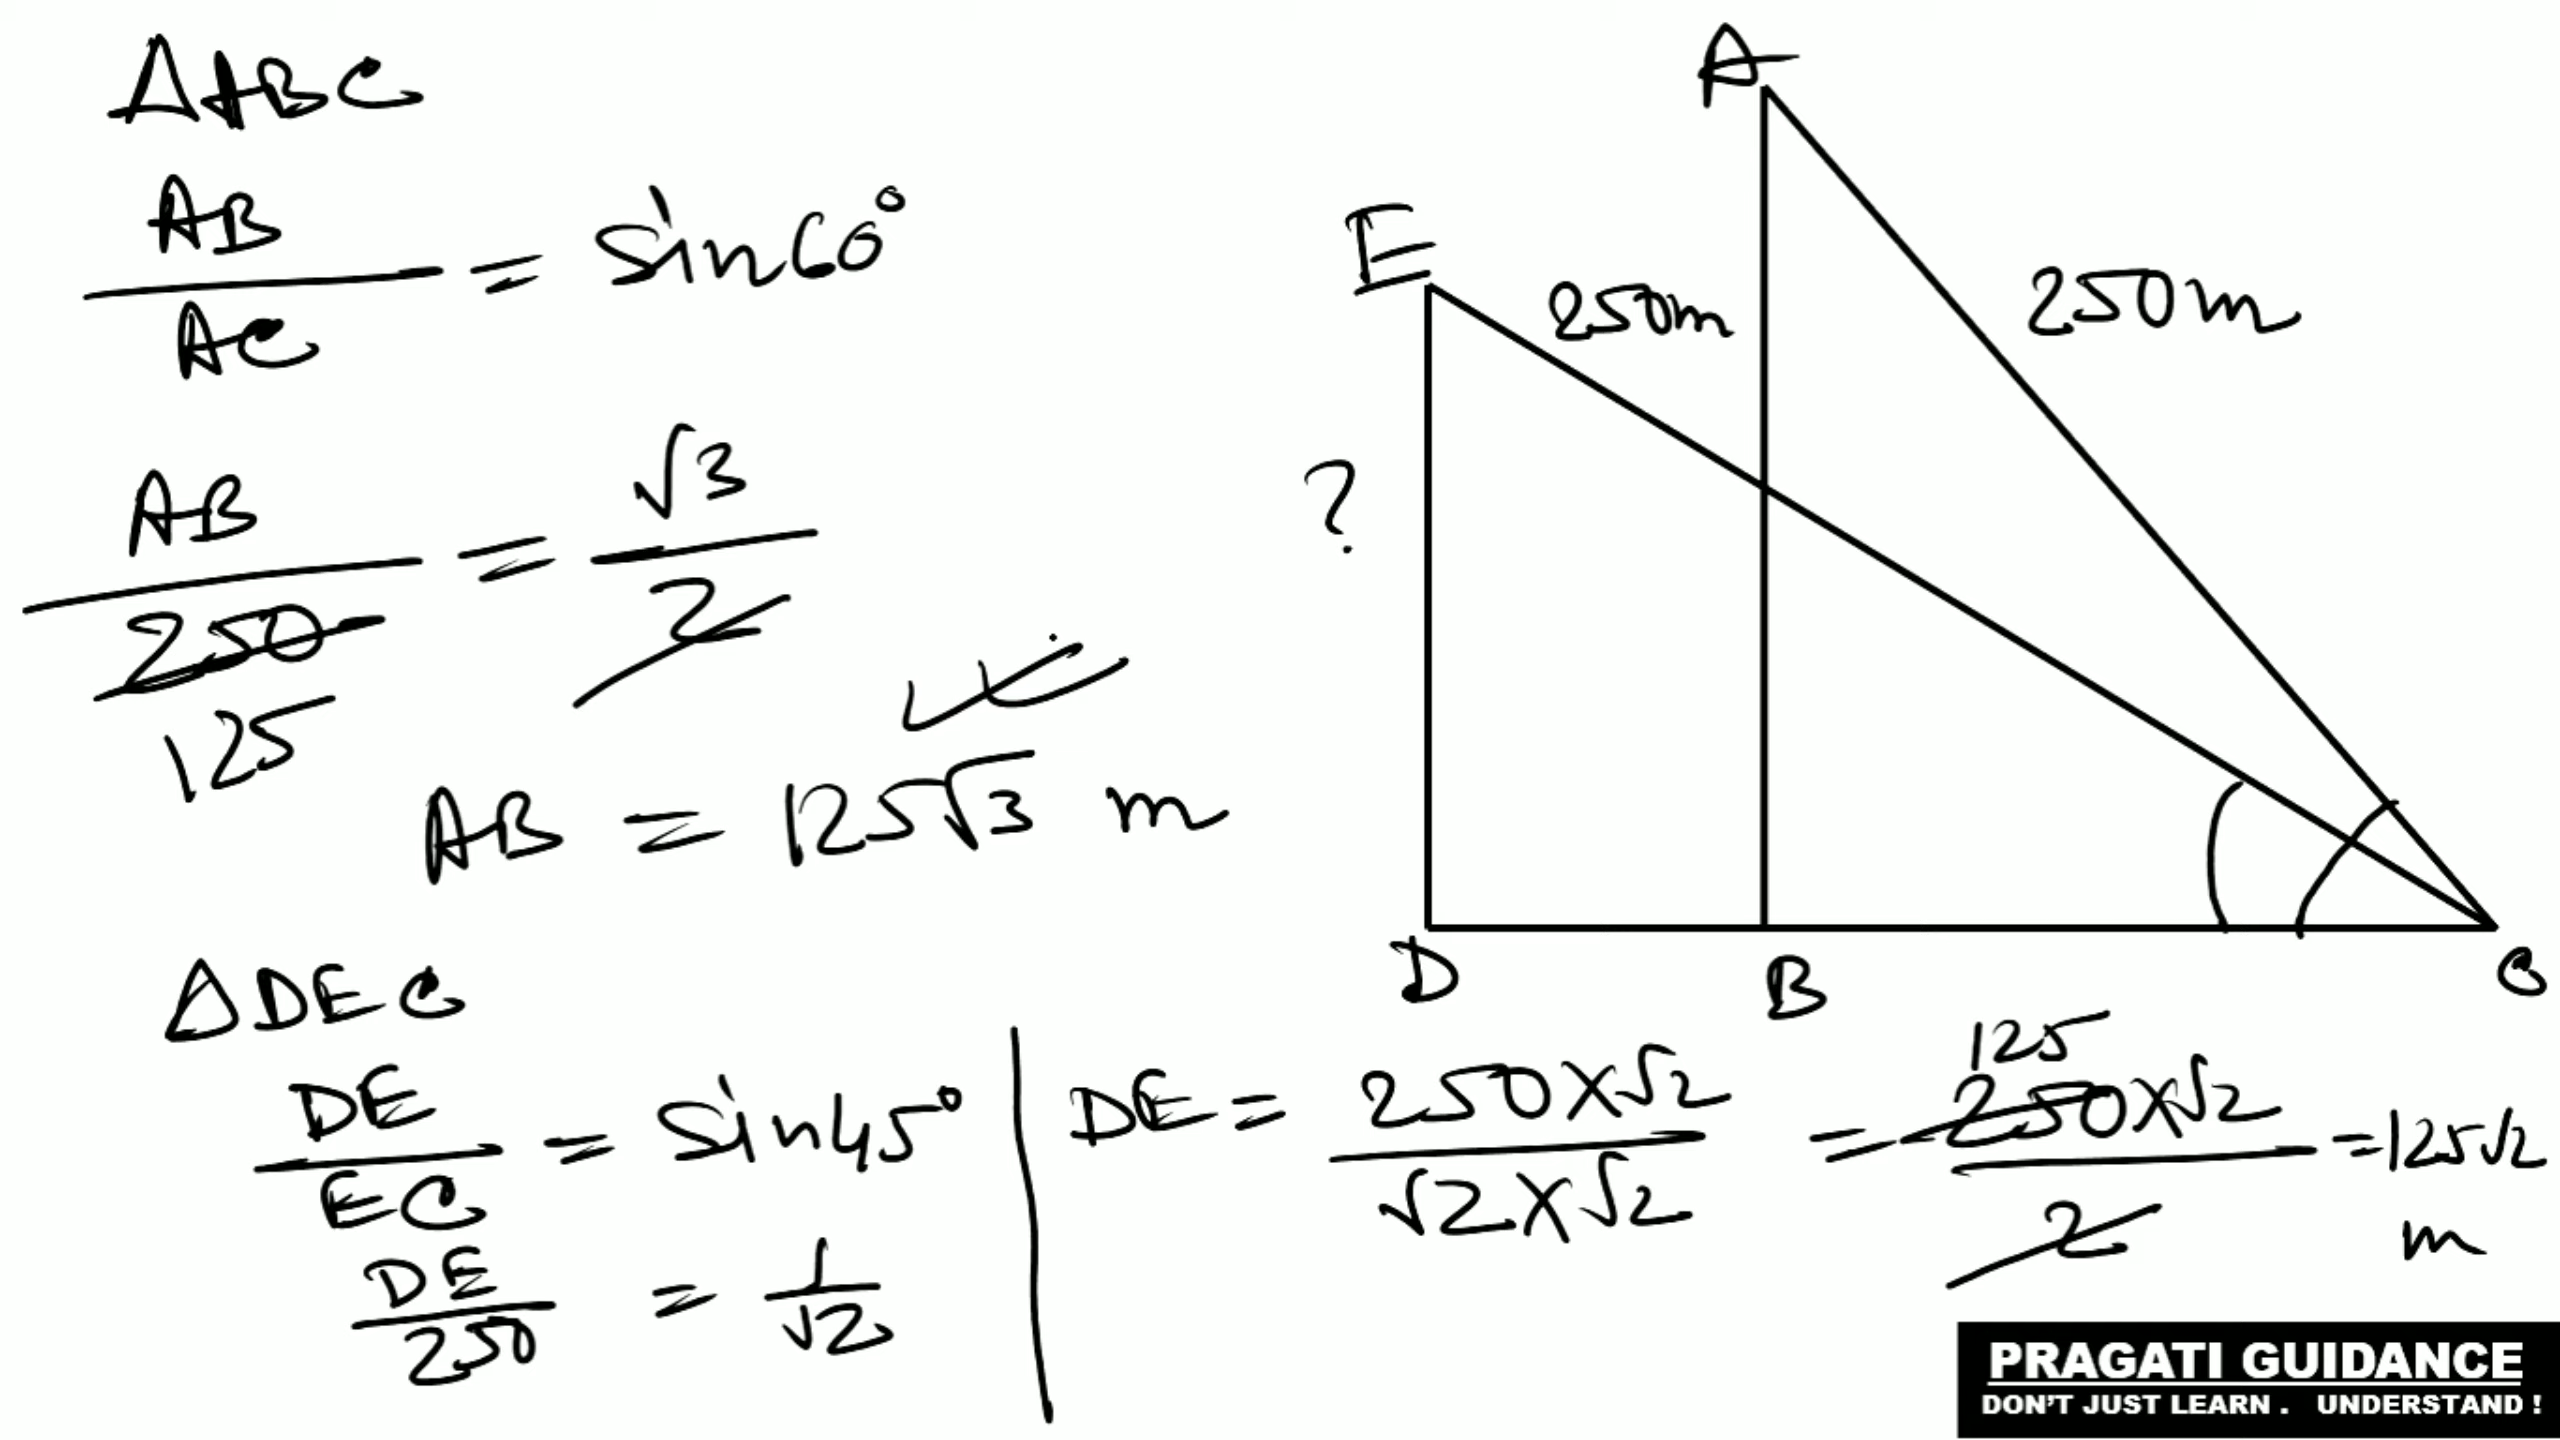 ΔABC
AB/AC = sin60°
AB/250 = √3/2
125
AB = 125√3 m
ΔDEC
DE/EC = sin45°
DE/250 = 1/√2
A
E
250m
250m
?
D
B
C
DE = 250×√2/√2×√2 = 250×√2/2 = 125√2
125
m
PRAGATI GUIDANCE
DON'T JUST LEARN. UNDERSTAND!